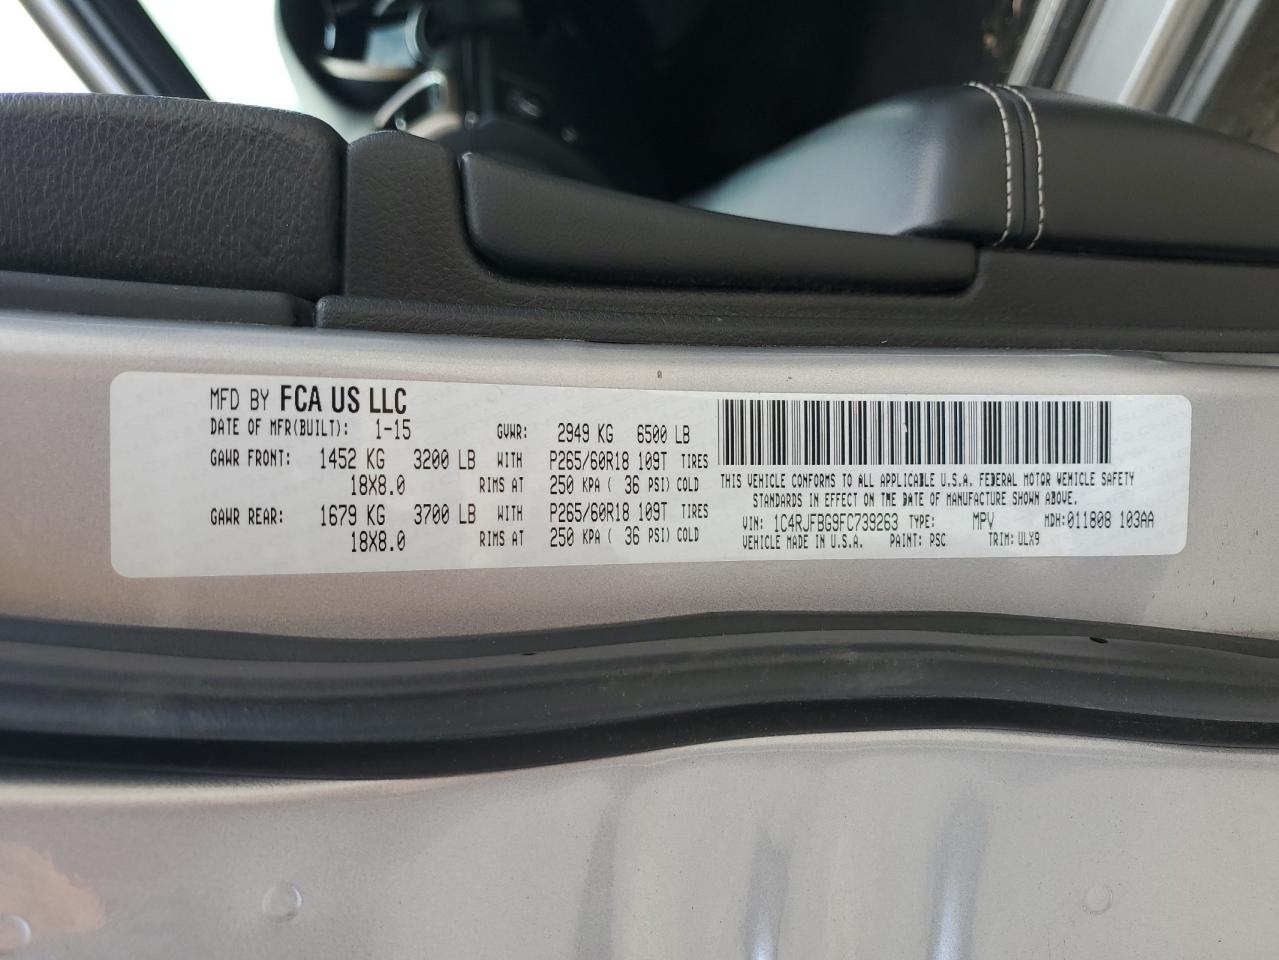 MFD BY FCA US LLC
DATE OF MFR(BUILT): 1-15 GVWR: 2949 KG 6500 LB
GAWR FRONT: 1452 KG 3200 LB WITH P265/60R18 109T TIRES
18X8.0 RIMS AT 250 KPA ( 36 PSI) COLD
GAWR REAR: 1679 KG 3700 LB WITH P265/60R18 109T TIRES
18X8.0 RIMS AT 250 KPA ( 36 PSI) COLD
THIS VEHICLE CONFORMS TO ALL APPLICABLE U.S.A. FEDERAL MOTOR VEHICLE SAFETY
STANDARDS IN EFFECT ON THE DATE OF MANUFACTURE SHOWN ABOVE.
VIN: 1C4RJFBG9FC739263 TYPE: MPV MDH:011808 103AA
VEHICLE MADE IN U.S.A. PAINT: PSC TRIM: ULX9